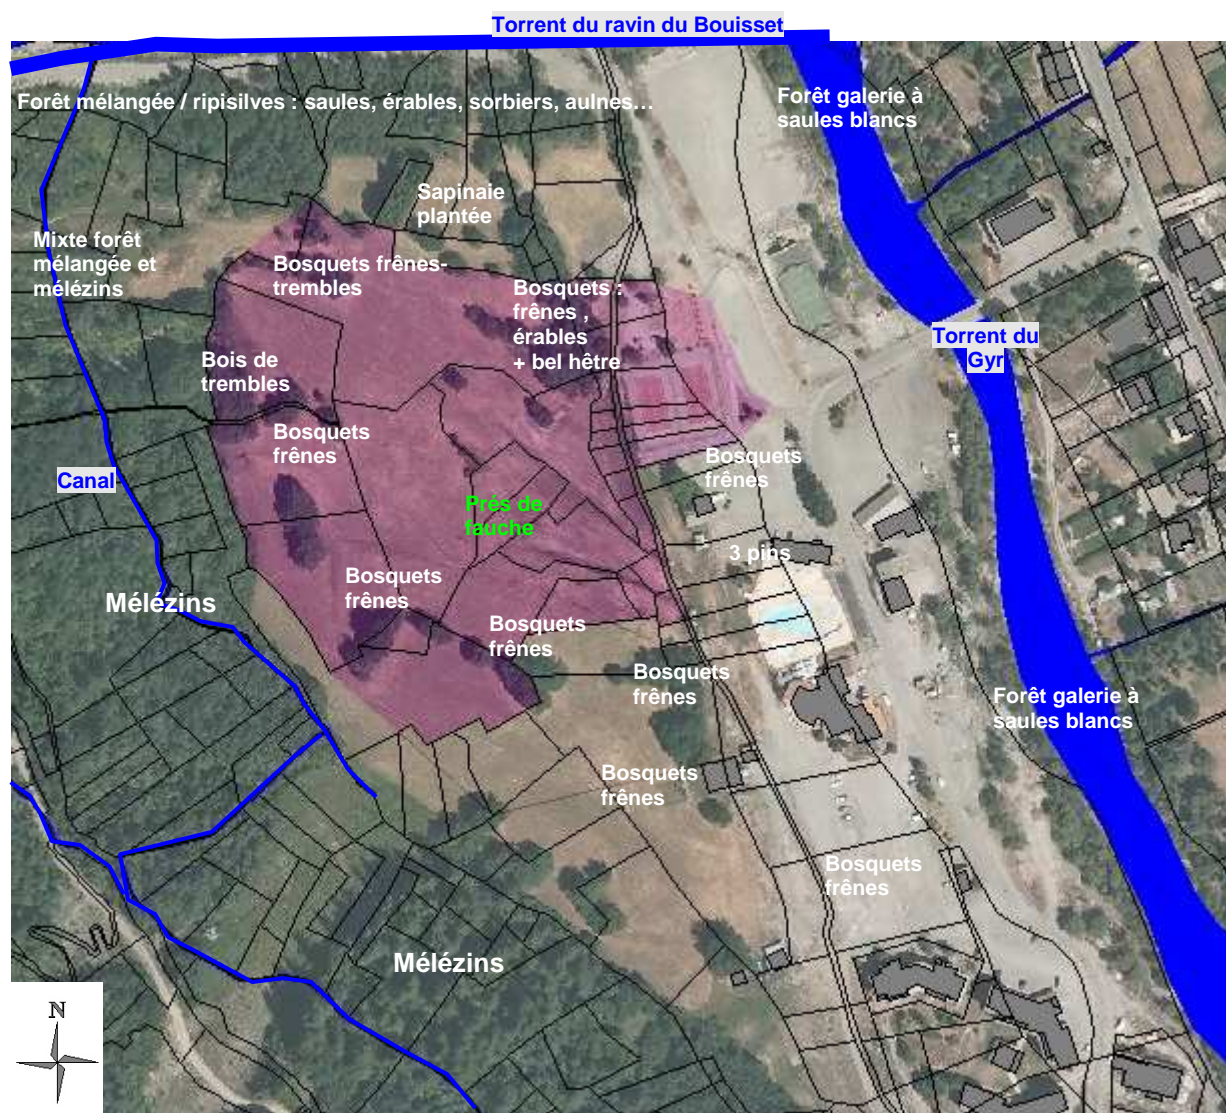 Torrent du ravin du Bouisset
Forêt mélangée / ripisilves : saules, érables, sorbiers, aulnes…
Forêt galerie à
saules blancs
Sapinaie
plantée
Mixte forêt
mélangée et
mélézins
Bosquets frênes-
trembles
Bosquets :
frênes ,
érables
+ bel hêtre
Torrent du
Gyr
Bois de
trembles
Bosquets
frênes
Bosquets
frênes
Canal
Prés de
fauche
3 pins
Bosquets
frênes
Mélézins
Bosquets
frênes
Bosquets
frênes
Forêt galerie à
saules blancs
Bosquets
frênes
Bosquets
frênes
Mélézins
N